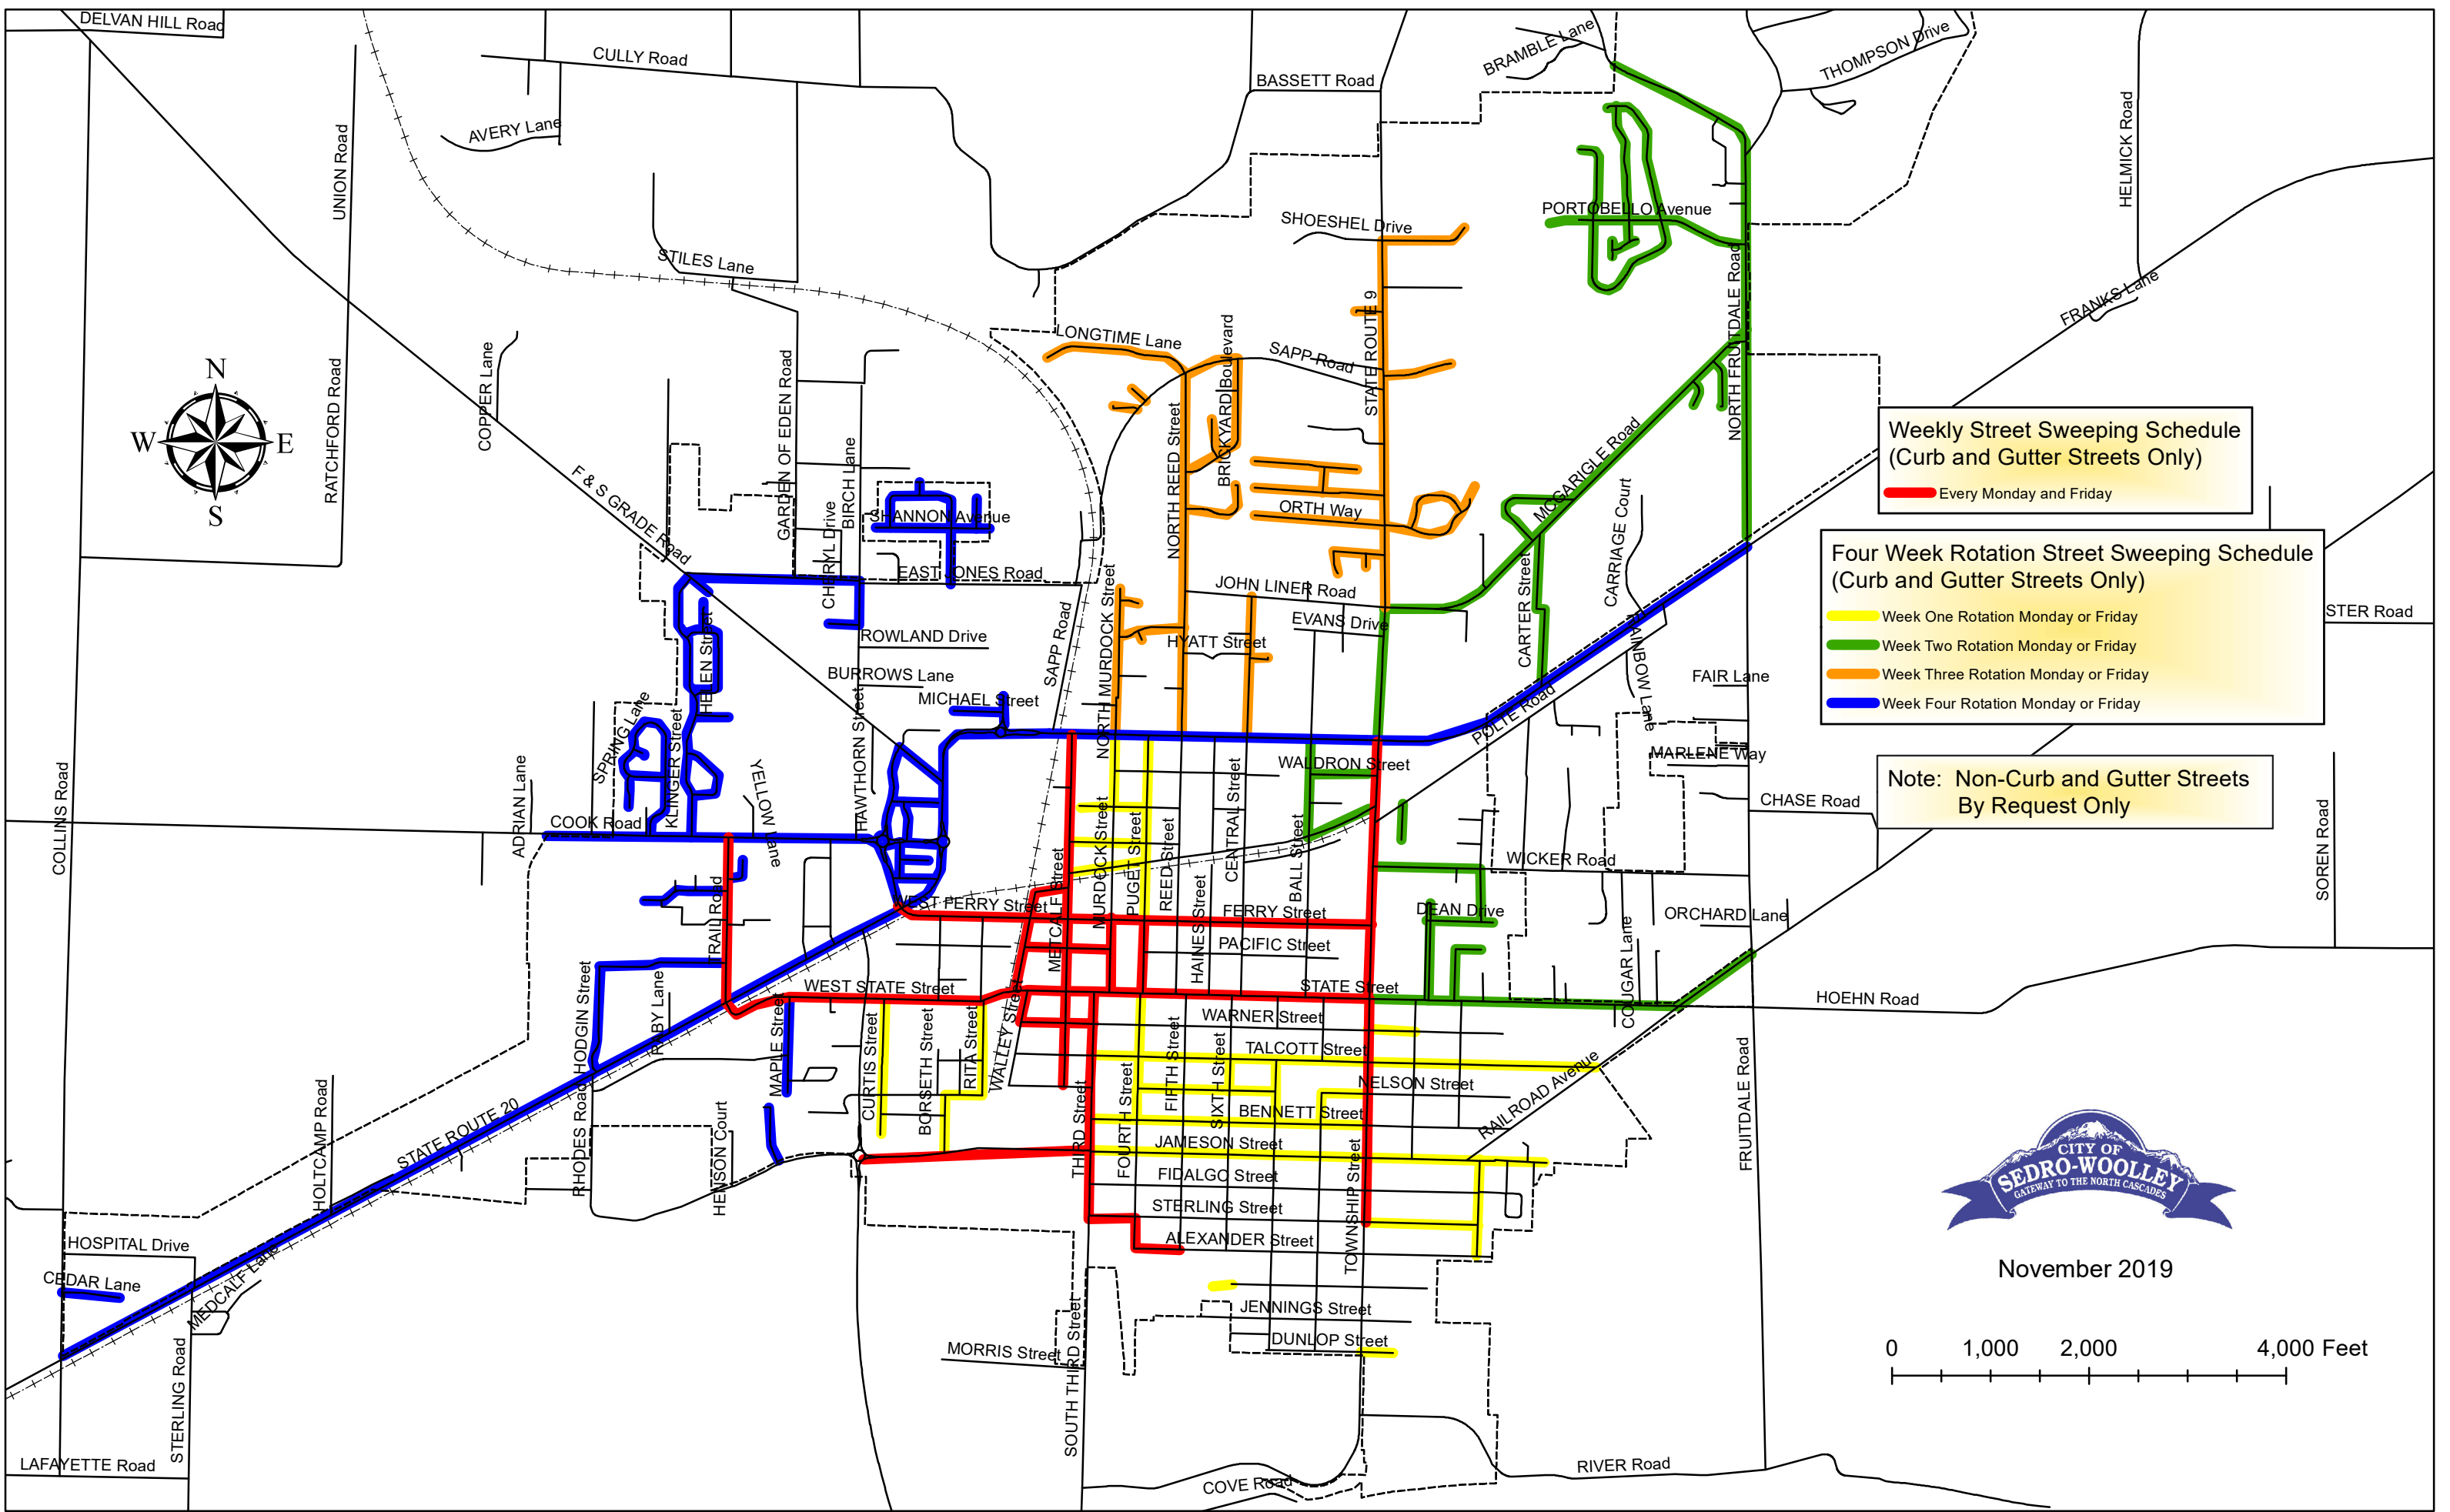 DELVAN HILL Road
CULLY Road
BASSETT Road
BRAMBLE Lane
THOMPSON Drive
AVERY Lane
UNION Road
HELMICK Road
STILES Lane
SHOESHEL Drive
PORTOBELLO Avenue
NORTH FRUITDALE Road
FRANKS Lane
LONGTIME Lane
SAPP Road
STATE ROUTE 9
BRICKYARD Boulevard
COPPER Lane
RATCHFORD Road
GARDEN OF EDEN Road
N
W
E
S
F & S GRADE Road
BIRCH Lane
CHERYL Drive
SHANNON Avenue
EAST JONES Road
NORTH REED Street
ORTH Way
MCGARIGLE Road
CARRIAGE Court
Weekly Street Sweeping Schedule
(Curb and Gutter Streets Only)
Every Monday and Friday
Four Week Rotation Street Sweeping Schedule
(Curb and Gutter Streets Only)
Week One Rotation Monday or Friday
Week Two Rotation Monday or Friday
Week Three Rotation Monday or Friday
Week Four Rotation Monday or Friday
STER Road
JOHN LINER Road
EVANS Drive
HYATT Street
CARTER Street
RAINBOW Lane
FAIR Lane
ROWLAND Drive
BURROWS Lane
MICHAEL Street
SAPP Road
NORTH MURDOCK Street
HELEN Street
SPRING Lane
KLINGER Street
HAWTHORN Street
YELLOW Lane
POLTE Road
MARLENE Way
WALDRON Street
Note: Non-Curb and Gutter Streets
By Request Only
CHASE Road
SOREN Road
COLLINS Road
ADRIAN Lane
COOK Road
TRAIL Road
WEST FERRY Street
METCALF Street
MURDOCK Street
PUGET Street
REED Street
CENTRAL Street
HAINES Street
BALL Street
FERRY Street
PACIFIC Street
WICKER Road
DEAN Drive
ORCHARD Lane
COUGAR Lane
HOEHN Road
WEST STATE Street
STATE Street
WARNER Street
TALCOTT Street
NELSON Street
BENNETT Street
JAMESON Street
FIDALGO Street
STERLING Street
ALEXANDER Street
JENNINGS Street
DUNLOP Street
HODGIN Street
RABY Lane
MAPLE Street
CURTIS Street
BORSETH Street
RITA Street
WALLEY Street
THIRD Street
FOURTH Street
FIFTH Street
SIXTH Street
TOWNSHIP Street
RAILROAD Avenue
FRUITDALE Road
STATE ROUTE 20
HOLTCAMP Road
RHODES Road
HENSON Court
HOSPITAL Drive
CEDAR Lane
MEDCALF Lane
STERLING Road
LAFAYETTE Road
MORRIS Street
SOUTH THIRD Street
COVE Road
RIVER Road
CITY OF
SEDRO-WOOLLEY
GATEWAY TO THE NORTH CASCADES
November 2019
0 1,000 2,000 4,000 Feet